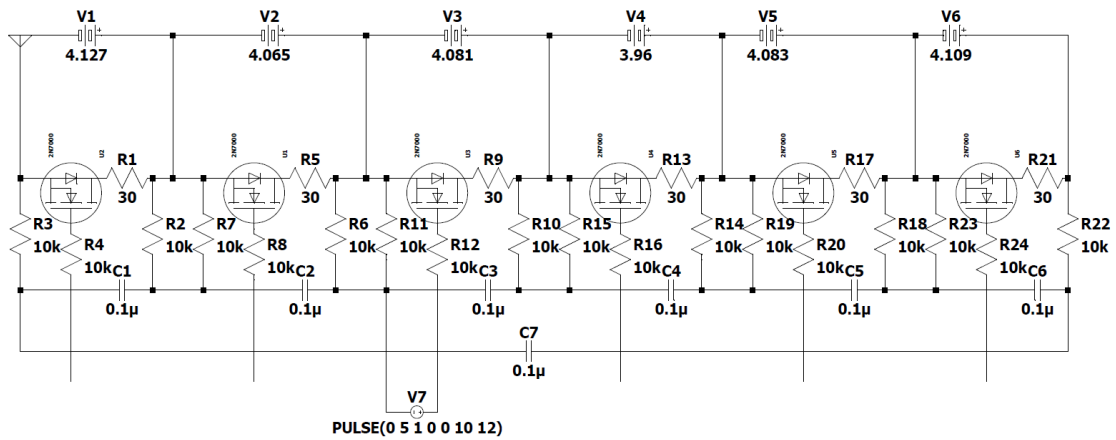 V1 V2 V3 V4 V5 V6
4.127 4.065 4.081 3.96 4.083 4.109
2N7000 U2 2N7000 U1 2N7000 U3 2N7000 U4 2N7000 U5 2N7000 U6
R1 R5 R9 R13 R17 R21
30 30 30 30 30 30
R3 R2 R7 R6 R11 R10 R15 R14 R19 R18 R23 R22
10k 10k 10k 10k 10k 10k 10k 10k 10k 10k 10k 10k
R4 R8 R12 R16 R20 R24
10k 10k 10k 10k 10k 10k
C1 C2 C3 C4 C5 C6
0.1µ 0.1µ 0.1µ 0.1µ 0.1µ 0.1µ
C7
0.1µ
V7
PULSE(0 5 1 0 0 10 12)